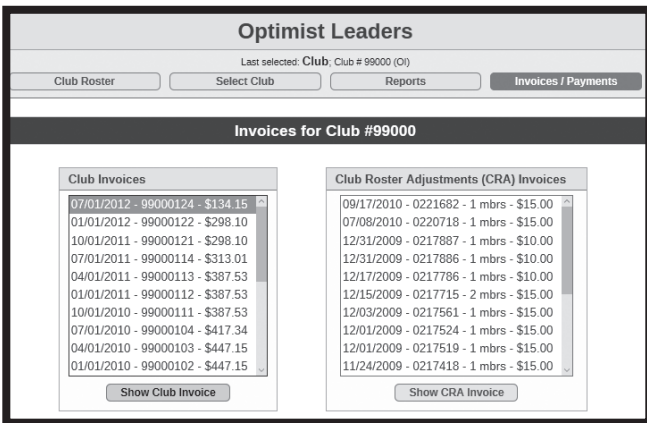 Optimist Leaders
Last selected: Club; Club # 99000 (OI)
Club Roster Select Club Reports Invoices / Payments
Invoices for Club #99000
Club Invoices
07/01/2012 - 99000124 - $134.15
01/01/2012 - 99000122 - $298.10
10/01/2011 - 99000121 - $298.10
07/01/2011 - 99000114 - $313.01
04/01/2011 - 99000113 - $387.53
01/01/2011 - 99000112 - $387.53
10/01/2010 - 99000111 - $387.53
07/01/2010 - 99000104 - $417.34
04/01/2010 - 99000103 - $447.15
01/01/2010 - 99000102 - $447.15
Show Club Invoice
Club Roster Adjustments (CRA) Invoices
09/17/2010 - 0221682 - 1 mbrs - $15.00
07/08/2010 - 0220718 - 1 mbrs - $15.00
12/31/2009 - 0217887 - 1 mbrs - $10.00
12/31/2009 - 0217886 - 1 mbrs - $10.00
12/17/2009 - 0217786 - 1 mbrs - $10.00
12/15/2009 - 0217715 - 2 mbrs - $15.00
12/03/2009 - 0217561 - 1 mbrs - $15.00
12/01/2009 - 0217524 - 1 mbrs - $15.00
12/01/2009 - 0217519 - 1 mbrs - $15.00
11/24/2009 - 0217418 - 1 mbrs - $15.00
Show CRA Invoice